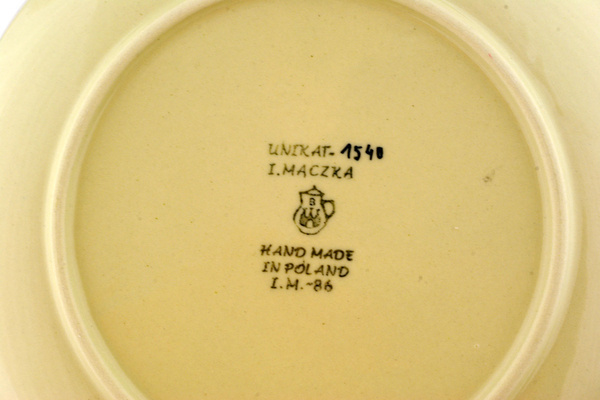 UNIKAT-1540
I.MACZKA
B
HAND MADE
IN POLAND
I.M.-86